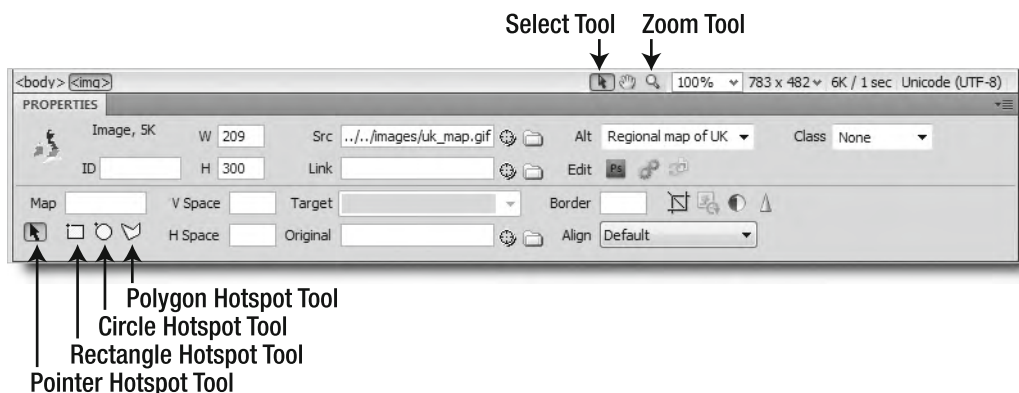 Select Tool Zoom Tool
<body> <img> 100% 783 x 482 6K / 1 sec Unicode (UTF-8)
PROPERTIES
Image, 5K W 209 Src ../../images/uk_map.gif Alt Regional map of UK Class None
ID H 300 Link Edit Ps
Map V Space Target Border
H Space Original Align Default
Polygon Hotspot Tool
Circle Hotspot Tool
Rectangle Hotspot Tool
Pointer Hotspot Tool